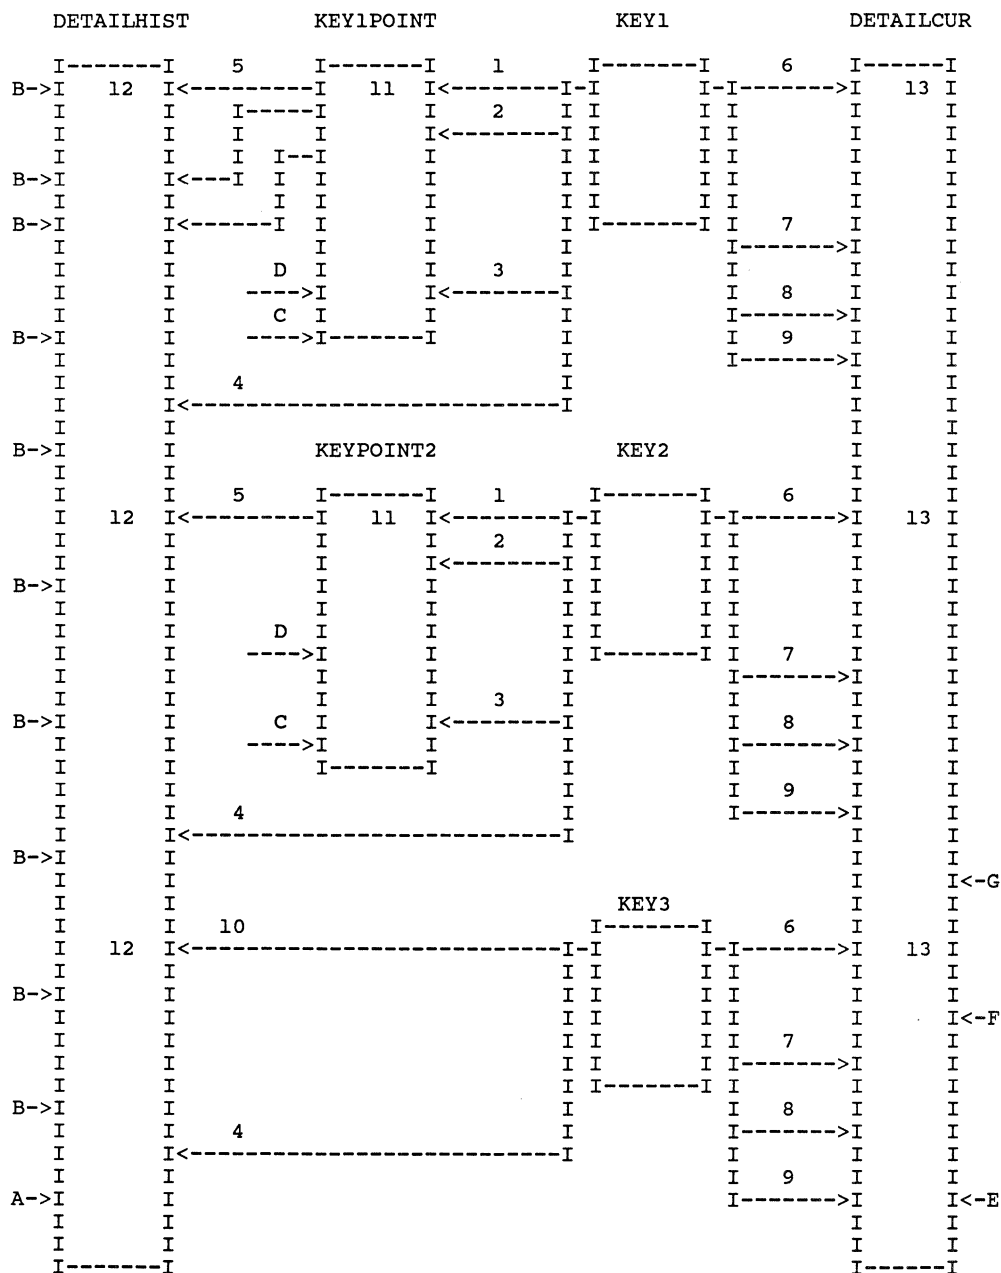 DETAILHIST KEY1POINT KEY1 DETAILCUR
I-------I 5 I-------I 1 I-------I 6 I------I
B->I 12 I<---------I 11 I<--------I-I I-I------->I 13 I
I I I-----I I 2 I I I I I I
I I I I I<--------I I I I I I
I I I I--I I I I I I I I
B->I I<---I I I I I I I I I I
I I I I I I I I I I I
B->I I<------I I I I I-------I I 7 I I
I I I I I I------->I I
I I D I I 3 I I I I
I I ---->I I<--------I I 8 I I
I I C I I I I------->I I
B->I I ---->I-------I I I 9 I I
I I I I------->I I
I I 4 I I I
I I<----------------------------I I I
I I I I
B->I I KEYPOINT2 KEY2 I I
I I I I
I I 5 I-------I 1 I-------I 6 I I
I 12 I<----------I 11 I<--------I-I I-I------->I 13 I
I I I I 2 I I I I I I
I I I I<--------I I I I I I
B->I I I I I I I I I I
I I I I I I I I I I
I I D I I I I I I I I
I I ---->I I I I-------I I 7 I I
I I I I I I------->I I
I I I I 3 I I I I
B->I I C I I<--------I I 8 I I
I I ---->I I I I------->I I
I I I-------I I I I I
I I I I 9 I I
I I 4 I I------->I I
I I<----------------------------I I I
B->I I I I
I I I I<-G
I I KEY3 I I
I I 10 I-------I 6 I I
I 12 I<----------------------------I-I I-I------->I 13 I
I I I I I I I I
B->I I I I I I I I
I I I I I I I I<-F
I I I I I I 7 I I
I I I I I I------->I I
I I I I-------I I I I
B->I I I I 8 I I
I I 4 I I------->I I
I I<----------------------------I I I I
I I I 9 I I
A->I I I------->I I<-E
I I I I
I I I I
I-------I I------I